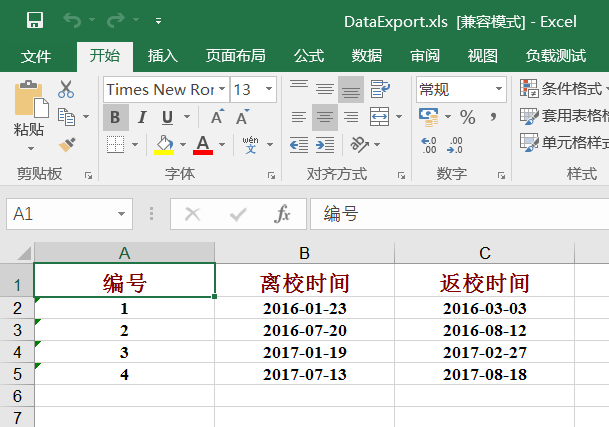 DataExport.xls [兼容模式] - Excel
文件 开始 插入 页面布局 公式 数据 审阅 视图 负载测试
粘贴
剪贴板
Times New Ror 13
B I U A A
A wén 文
字体
对齐方式
常规
% ,
.0 .00 .00 .0
数字
条件格式
套用表格格
单元格样式
样式
A1 fx 编号
A B C
1 编号 离校时间 返校时间
2 1 2016-01-23 2016-03-03
3 2 2016-07-20 2016-08-12
4 3 2017-01-19 2017-02-27
5 4 2017-07-13 2017-08-18
6
7